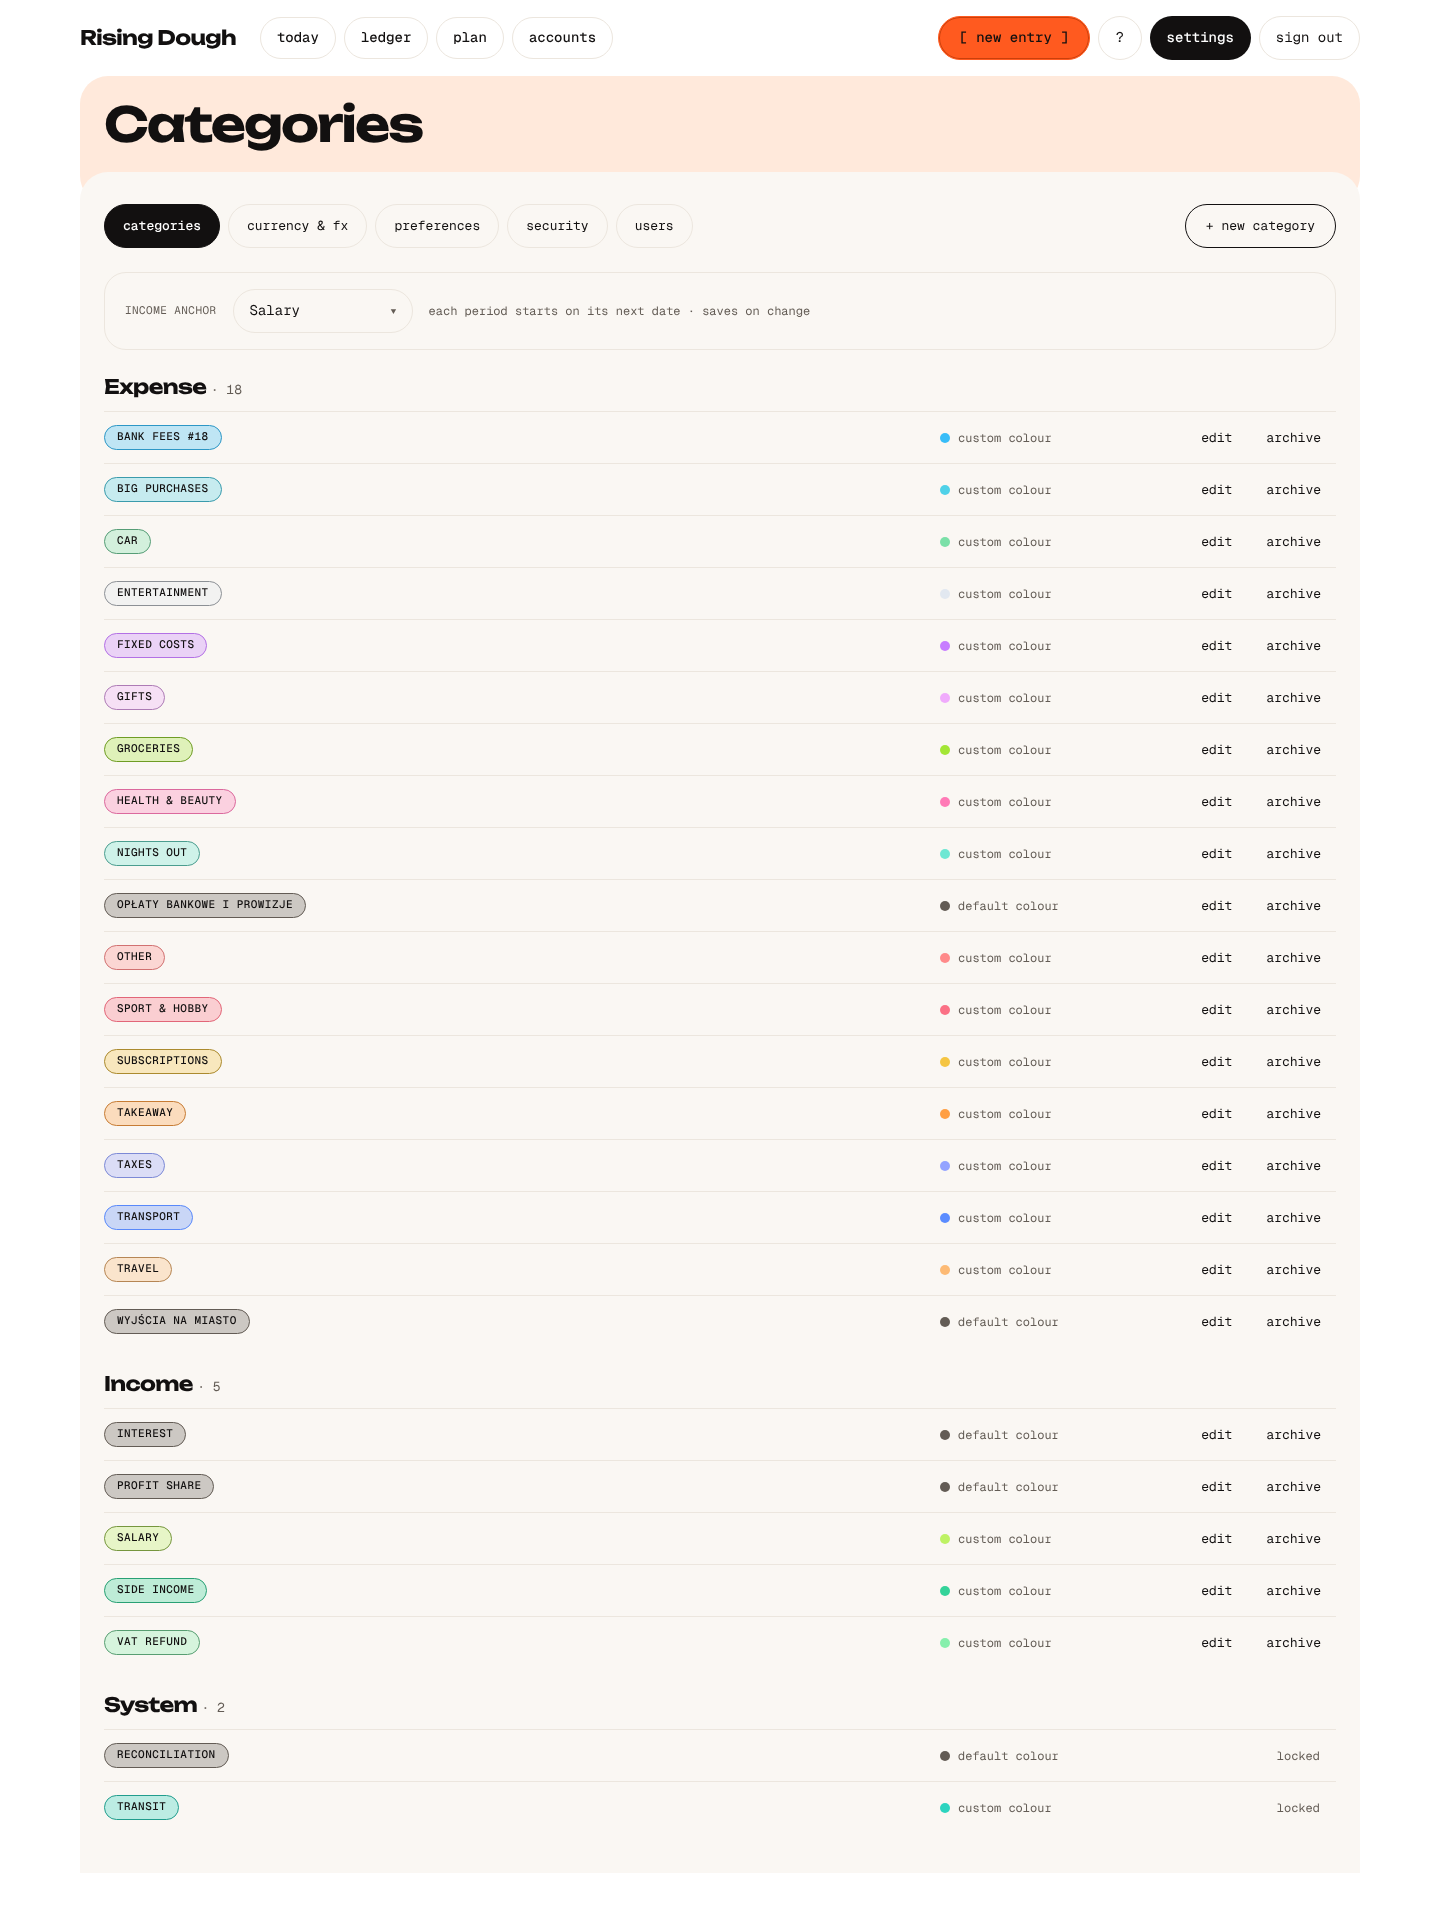 Rising Dough today ledger plan accounts [ new entry ] ? settings sign out
Categories
categories currency & fx preferences security users + new category
INCOME ANCHOR Salary ▾ each period starts on its next date · saves on change
Expense · 18
BANK FEES #18 custom colour edit archive
BIG PURCHASES custom colour edit archive
CAR custom colour edit archive
ENTERTAINMENT custom colour edit archive
FIXED COSTS custom colour edit archive
GIFTS custom colour edit archive
GROCERIES custom colour edit archive
HEALTH & BEAUTY custom colour edit archive
NIGHTS OUT custom colour edit archive
OPŁATY BANKOWE I PROWIZJE default colour edit archive
OTHER custom colour edit archive
SPORT & HOBBY custom colour edit archive
SUBSCRIPTIONS custom colour edit archive
TAKEAWAY custom colour edit archive
TAXES custom colour edit archive
TRANSPORT custom colour edit archive
TRAVEL custom colour edit archive
WYJŚCIA NA MIASTO default colour edit archive
Income · 5
INTEREST default colour edit archive
PROFIT SHARE default colour edit archive
SALARY custom colour edit archive
SIDE INCOME custom colour edit archive
VAT REFUND custom colour edit archive
System · 2
RECONCILIATION default colour locked
TRANSIT custom colour locked